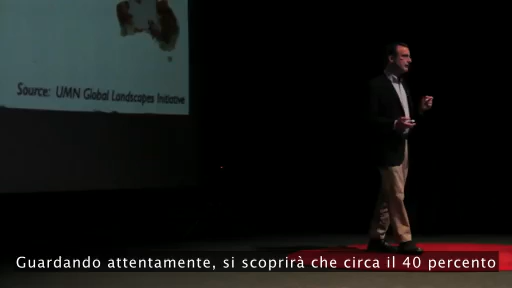 Source: UMN Global Landscapes Initiative
Guardando attentamente, si scoprirà che circa il 40 percento